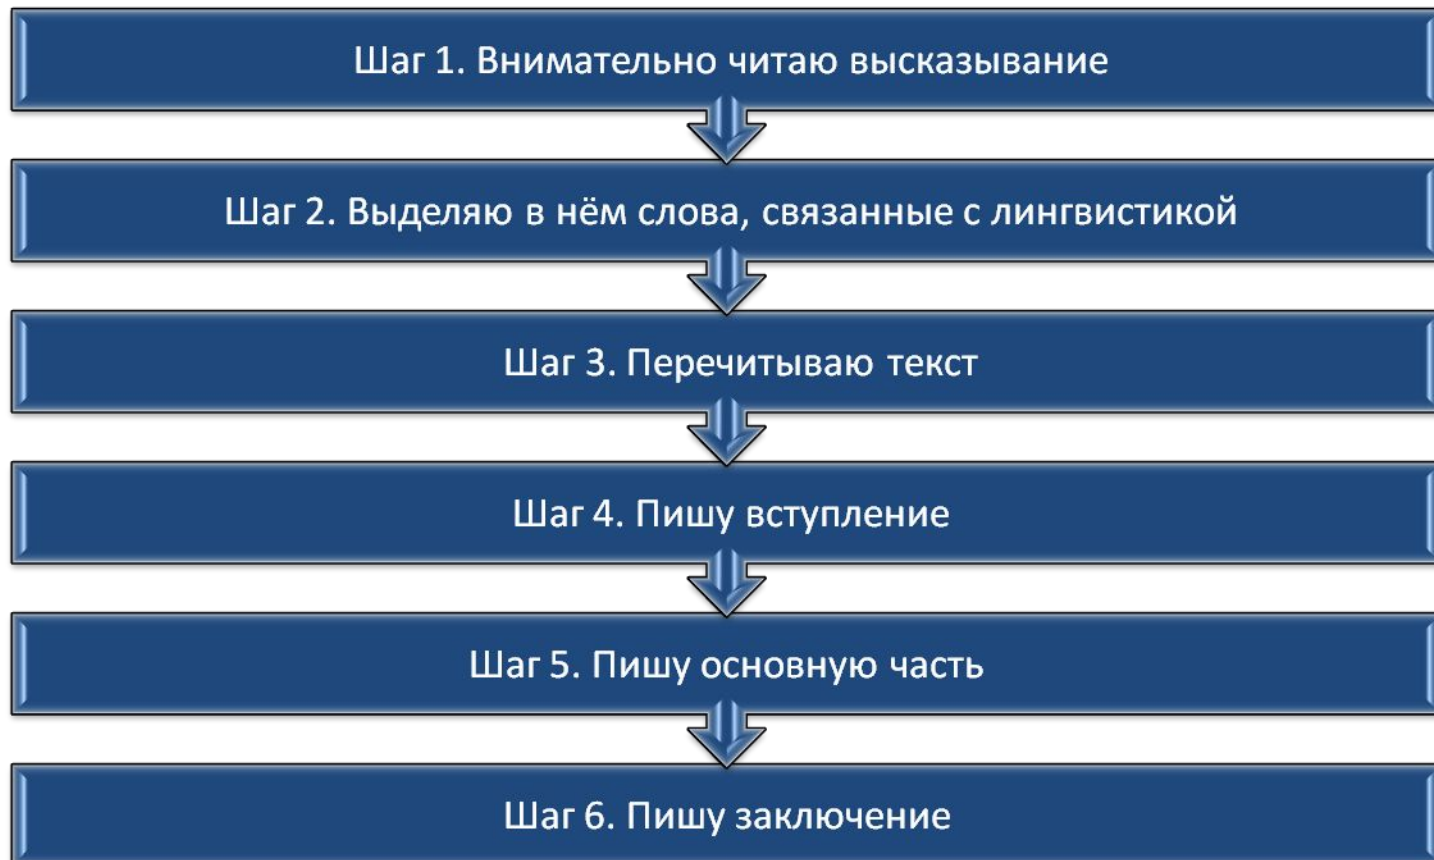 Шаг 1. Внимательно читаю высказывание
Шаг 2. Выделяю в нём слова, связанные с лингвистикой
Шаг 3. Перечитываю текст
Шаг 4. Пишу вступление
Шаг 5. Пишу основную часть
Шаг 6. Пишу заключение